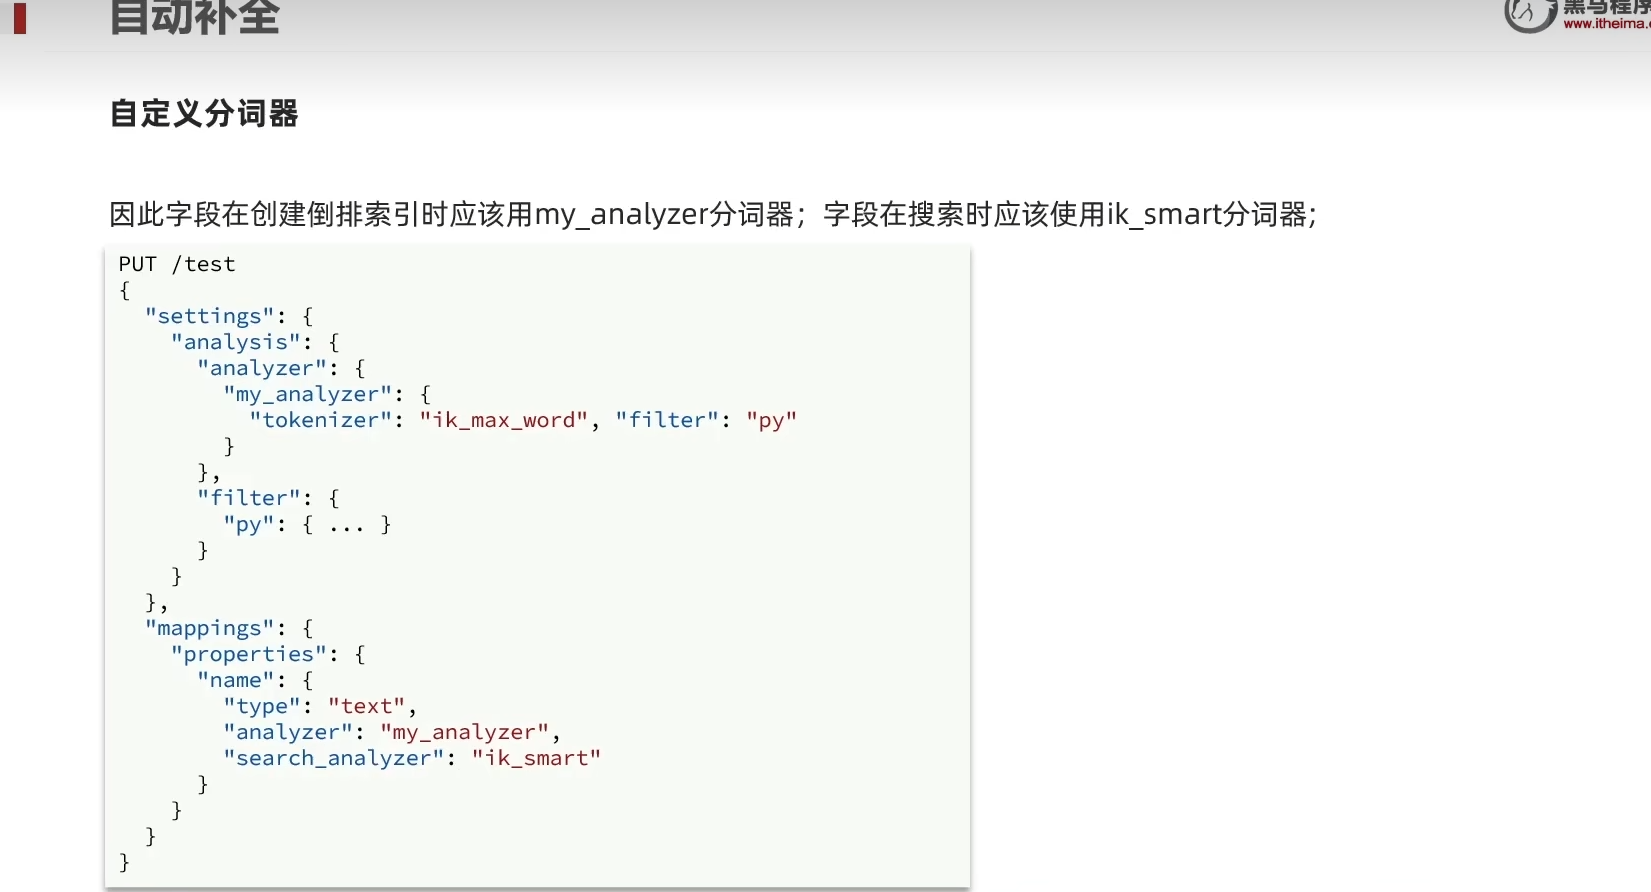 自动补全
黑马程序
www.itheima.
自定义分词器
因此字段在创建倒排索引时应该用my_analyzer分词器；字段在搜索时应该使用ik_smart分词器;
PUT /test
{
  "settings": {
    "analysis": {
      "analyzer": {
        "my_analyzer": {
          "tokenizer": "ik_max_word", "filter": "py"
        }
      },
      "filter": {
        "py": { ... }
      }
    }
  },
  "mappings": {
    "properties": {
      "name": {
        "type": "text",
        "analyzer": "my_analyzer",
        "search_analyzer": "ik_smart"
      }
    }
  }
}